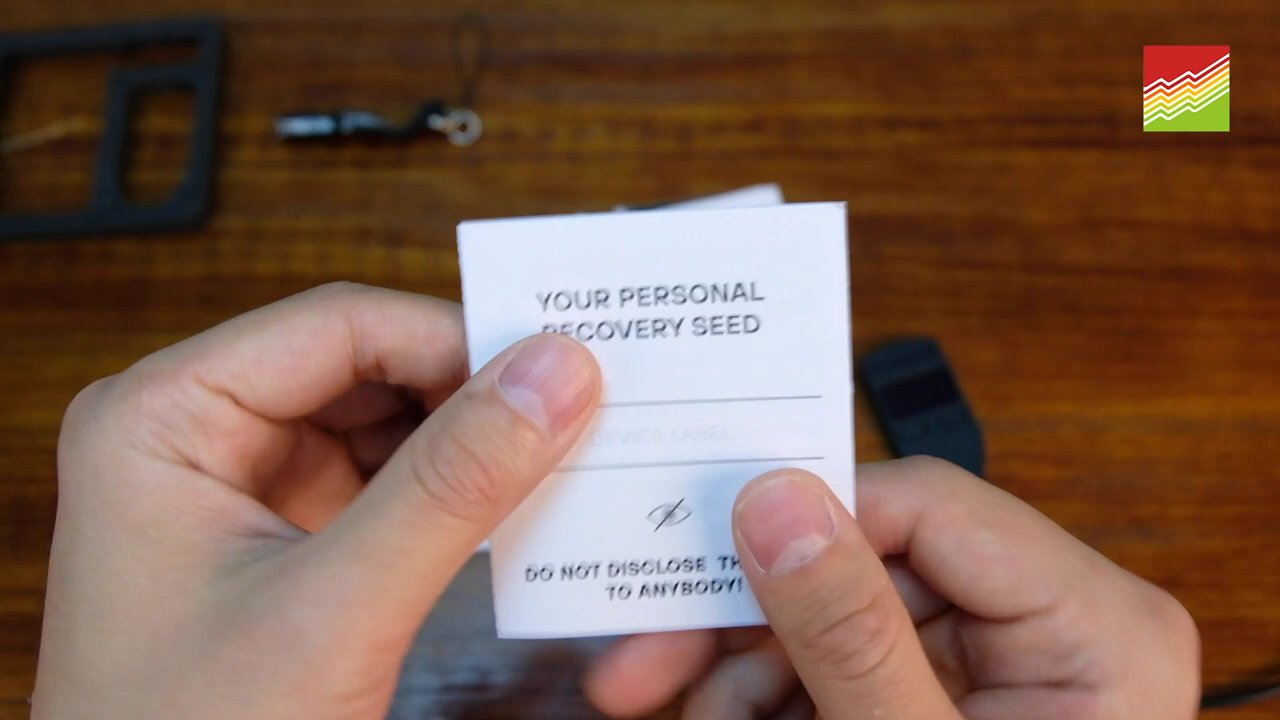 YOUR PERSONAL
RECOVERY SEED
DEVICE LABEL
DO NOT DISCLOSE
TO ANYBODY!